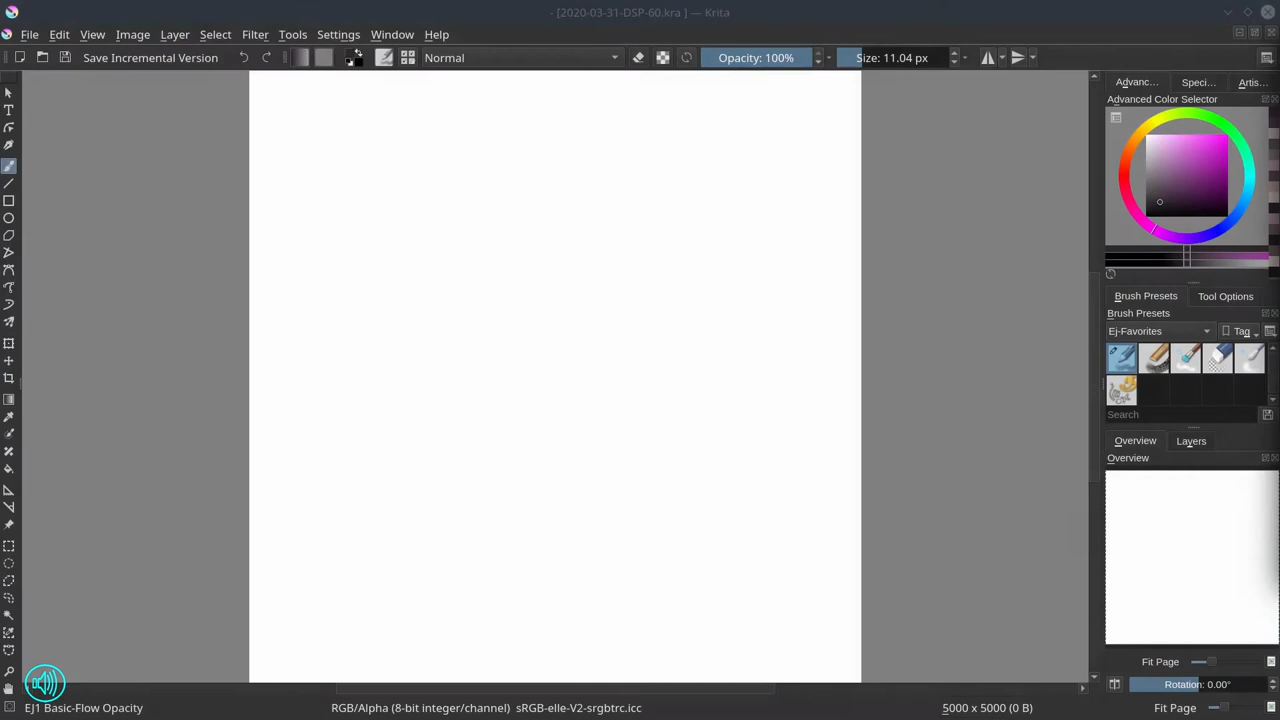 - [2020-03-31-DSP-60.kra ] — Krita
File Edit View Image Layer Select Filter Tools Settings Window Help
Save Incremental Version Normal Opacity: 100% Size: 11.04 px
Advanc... Speci... Artis...
Advanced Color Selector
Brush Presets Tool Options
Brush Presets
Ej-Favorites Tag
Search
Overview Layers
Overview
Fit Page
Rotation: 0.00°
EJ1 Basic-Flow Opacity RGB/Alpha (8-bit integer/channel) sRGB-elle-V2-srgbtrc.icc 5000 x 5000 (0 B) Fit Page